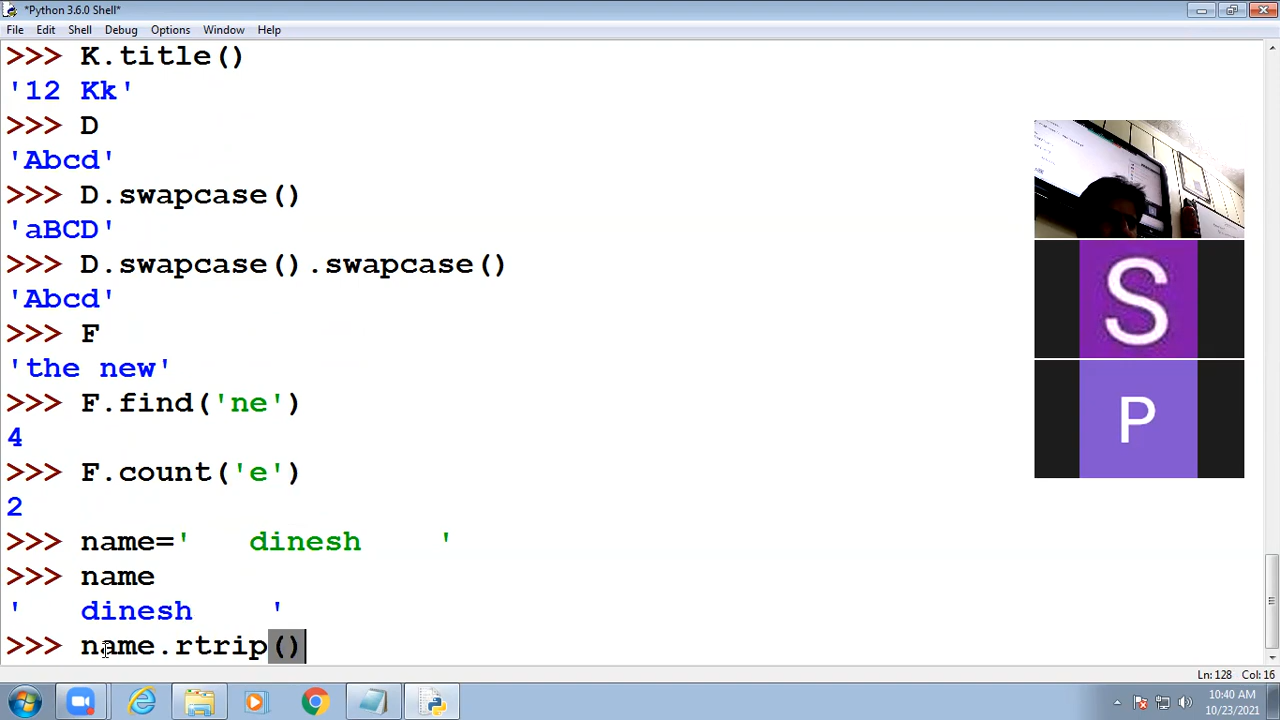 *Python 3.6.0 Shell*
File Edit Shell Debug Options Window Help
>>> K.title()
'12 Kk'
>>> D
'Abcd'
>>> D.swapcase()
'aBCD'
>>> D.swapcase().swapcase()
'Abcd'
>>> F
'the new'
>>> F.find('ne')
4
>>> F.count('e')
2
>>> name='   dinesh    '
>>> name
'   dinesh    '
>>> name.rtrip()
S
P
Ln: 128 Col: 16
10:40 AM
10/23/2021